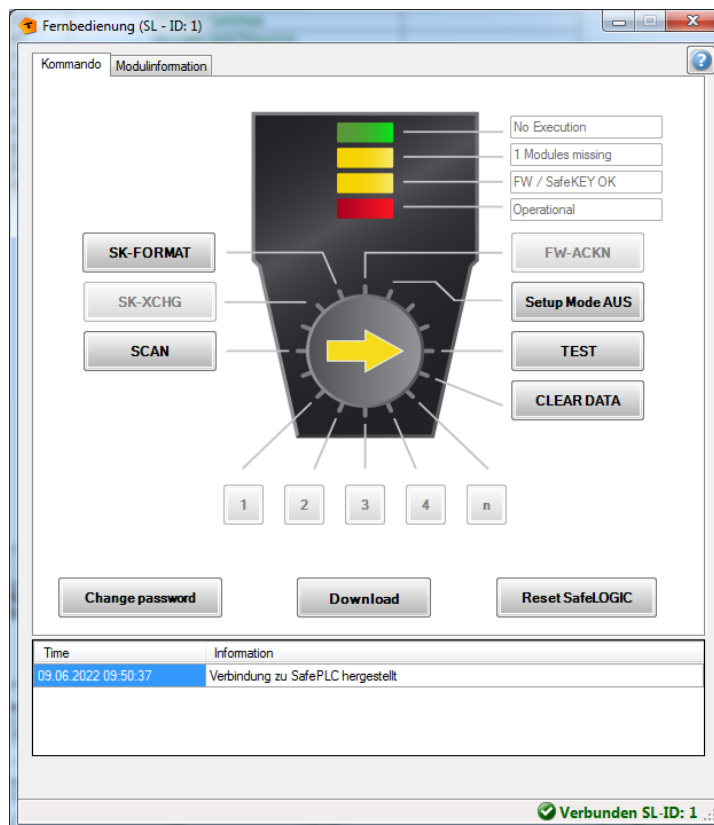 Fernbedienung (SL - ID: 1)
Kommando Modulinformation
No Execution
1 Modules missing
FW / SafeKEY OK
Operational
SK-FORMAT
FW-ACKN
SK-XCHG
Setup Mode AUS
SCAN
TEST
CLEAR DATA
1 2 3 4 n
Change password Download Reset SafeLOGIC
Time Information
09.06.2022 09:50:37 Verbindung zu SafePLC hergestellt
Verbunden SL-ID: 1